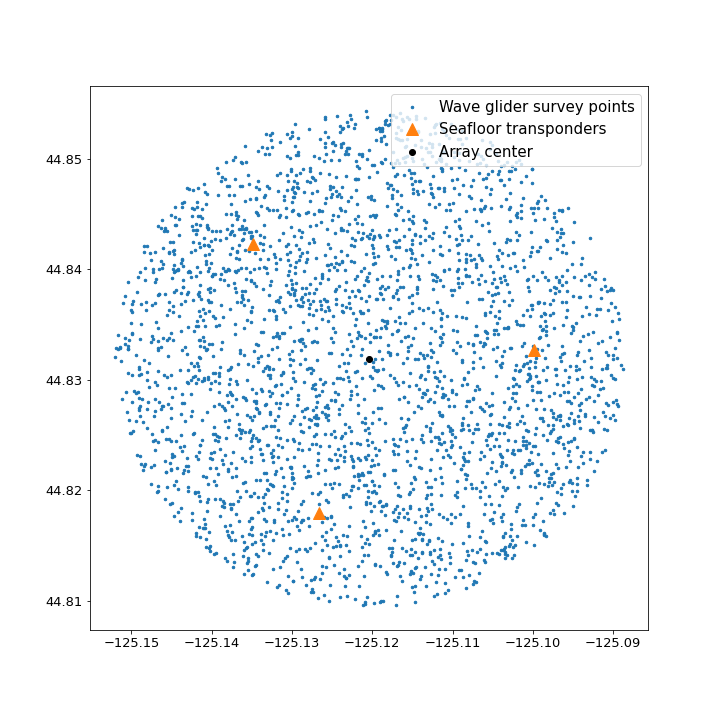 Wave glider survey points
Seafloor transponders
Array center
44.85
44.84
44.83
44.82
44.81
−125.15 −125.14 −125.13 −125.12 −125.11 −125.10 −125.09